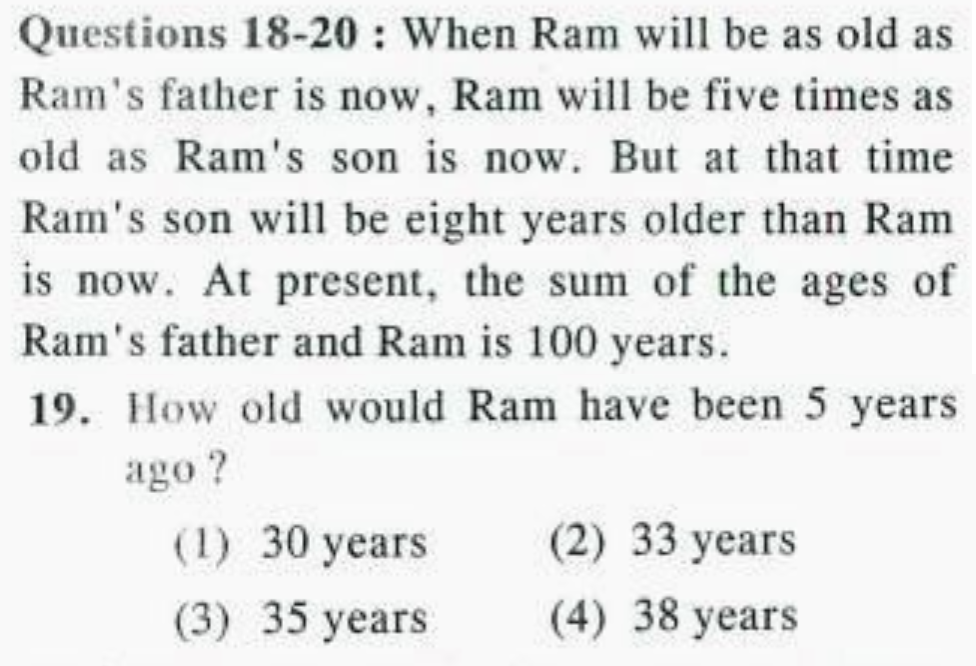 Questions 18-20 : When Ram will be as old as
Ram's father is now, Ram will be five times as
old as Ram's son is now. But at that time
Ram's son will be eight years older than Ram
is now. At present, the sum of the ages of
Ram's father and Ram is 100 years.
19. How old would Ram have been 5 years
ago ?
(1) 30 years (2) 33 years
(3) 35 years (4) 38 years